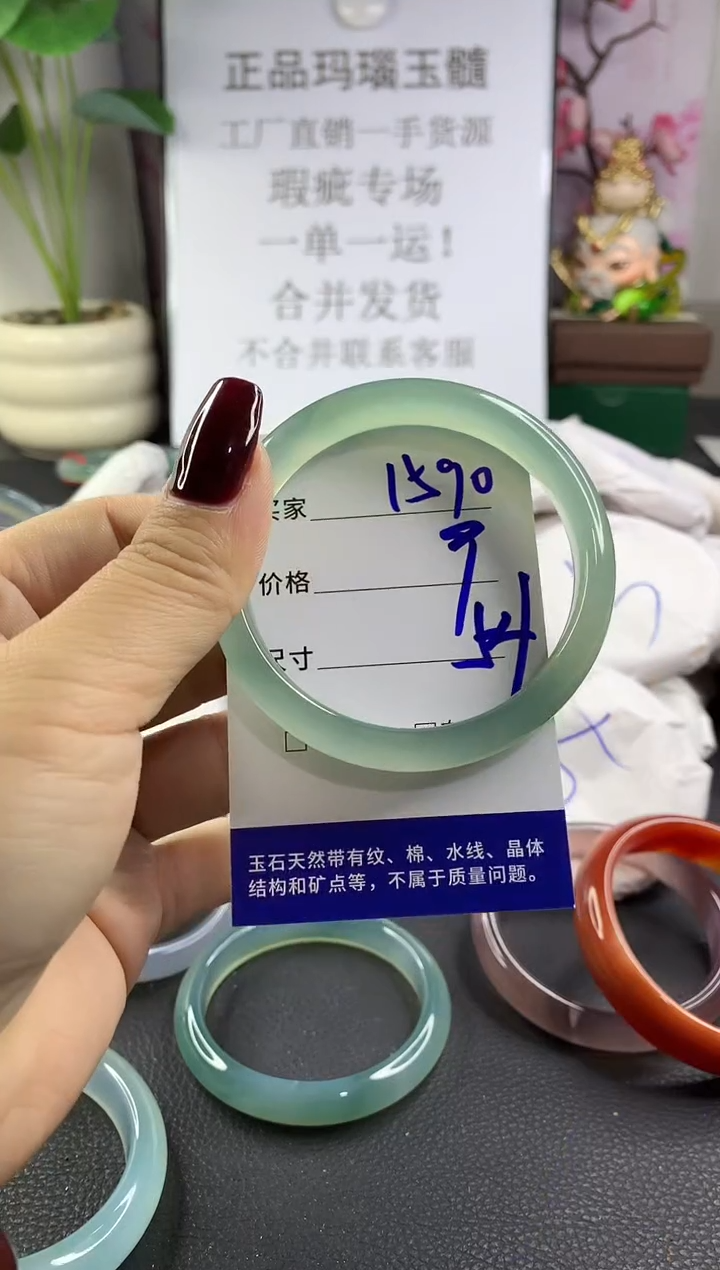 正品玛瑙玉髓
工厂直销一手货源
瑕疵专场
一单一运！
合并发货
不合并联系客服
买家 1590
价格
尺寸 54
玉石天然带有纹、棉、水线、晶体
结构和矿点等，不属于质量问题。